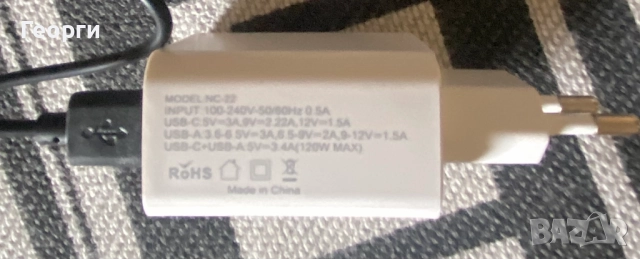 Георги
MODEL:NC-22
INPUT:100-240V-50/60Hz 0.5A
USB-C:5V=3A,9V=2.22A,12V=1.5A
USB-A:3.6-6.5V=3A,6.5-9V=2A,9-12V=1.5A
USB-C+USB-A:5V=3.4A(120W MAX)
RoHS
Made in China
BAZAR